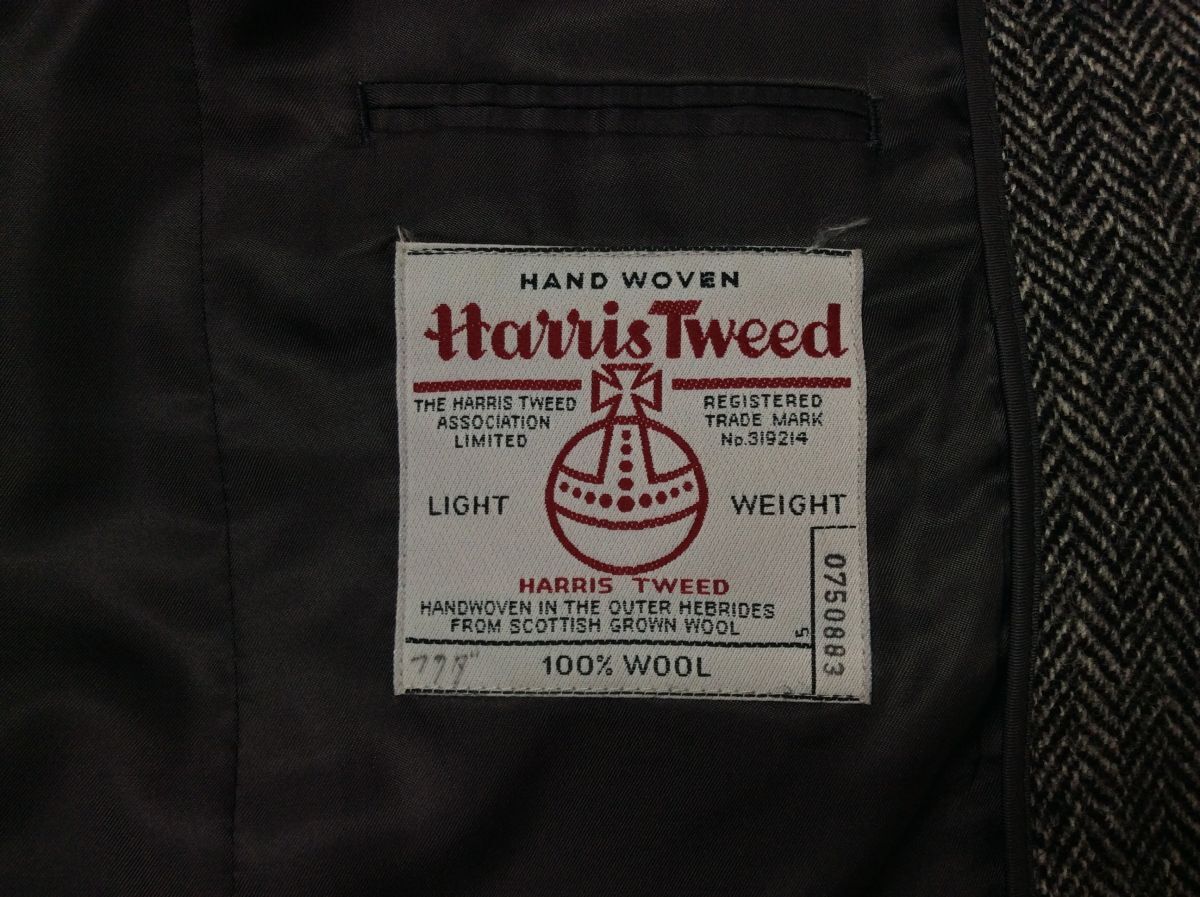 HAND WOVEN
Harris Tweed
THE HARRIS TWEED
ASSOCIATION
LIMITED
REGISTERED
TRADE MARK
No.319214
LIGHT WEIGHT
HARRIS TWEED
HANDWOVEN IN THE OUTER HEBRIDES
FROM SCOTTISH GROWN WOOL
100% WOOL
5
0750883